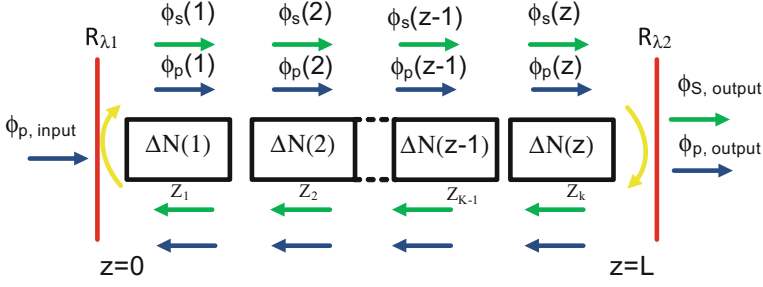 ϕs(1) ϕs(2) ϕs(z-1) ϕs(z)
Rλ1 Rλ2
ϕp(1) ϕp(2) ϕp(z-1) ϕp(z)
ϕS, output
ϕp, input
ΔN(1) ΔN(2) ΔN(z-1) ΔN(z)
ϕp, output
Z1 Z2 ZK-1 Zk
z=0 z=L